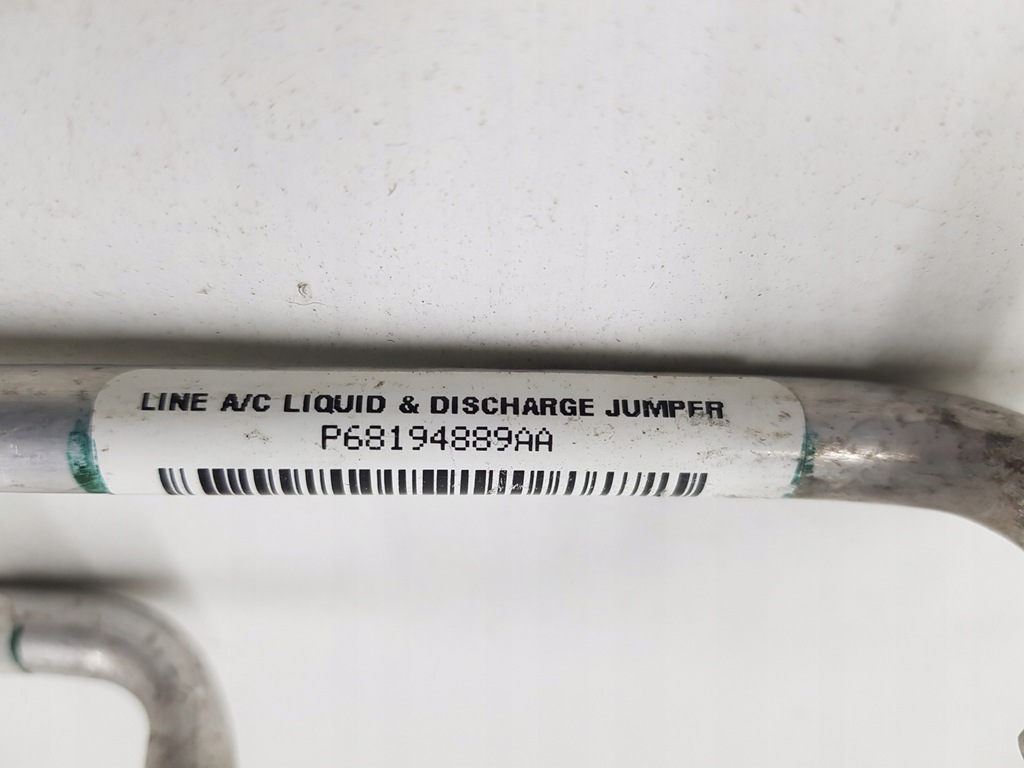 LINE A/C LIQUID & DISCHARGE JUMPER
P68194889AA